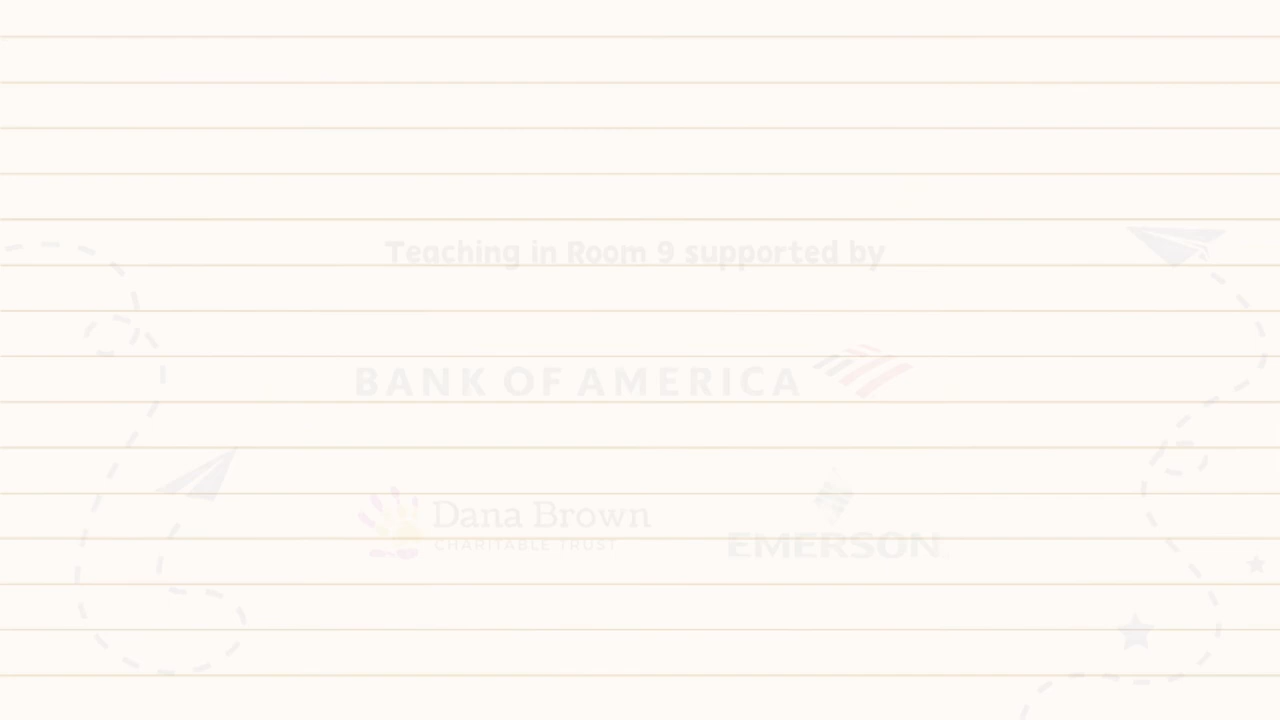 Teaching in Room 9 supported by
BANK OF AMERICA
Dana Brown
CHARITABLE TRUST
EMERSON